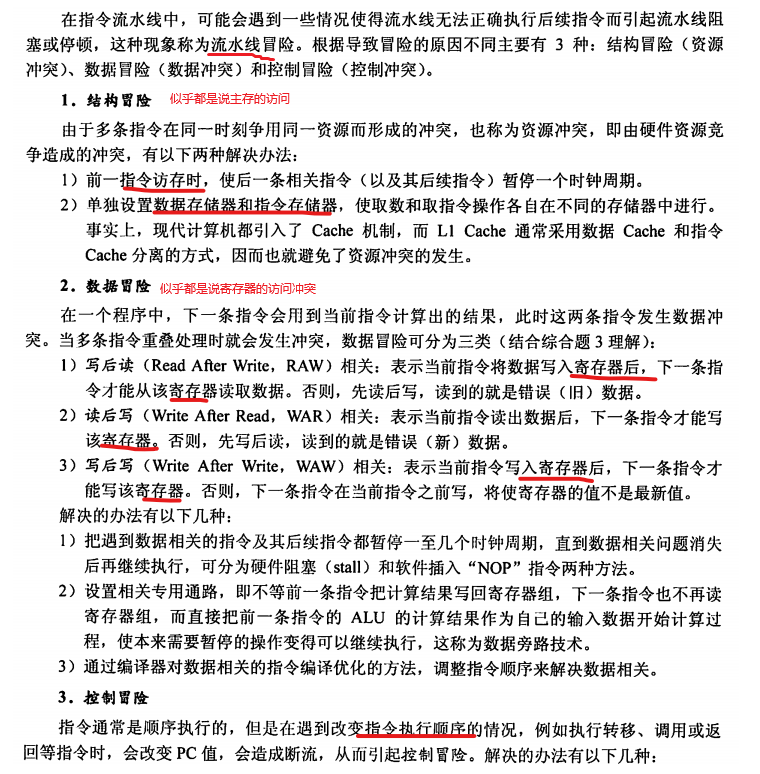 在指令流水线中，可能会遇到一些情况使得流水线无法正确执行后续指令而引起流水线阻
塞或停顿，这种现象称为流水线冒险。根据导致冒险的原因不同主要有 3 种：结构冒险（资源
冲突）、数据冒险（数据冲突）和控制冒险（控制冲突）。
1．结构冒险 似乎都是说主存的访问
由于多条指令在同一时刻争用同一资源而形成的冲突，也称为资源冲突，即由硬件资源竞
争造成的冲突，有以下两种解决办法：
1）前一指令访存时，使后一条相关指令（以及其后续指令）暂停一个时钟周期。
2）单独设置数据存储器和指令存储器，使取数和取指令操作各自在不同的存储器中进行。
事实上，现代计算机都引入了 Cache 机制，而 L1 Cache 通常采用数据 Cache 和指令
Cache 分离的方式，因而也就避免了资源冲突的发生。
2．数据冒险 似乎都是说寄存器的访问冲突
在一个程序中，下一条指令会用到当前指令计算出的结果，此时这两条指令发生数据冲
突。当多条指令重叠处理时就会发生冲突，数据冒险可分为三类（结合综合题 3 理解）：
1）写后读（Read After Write，RAW）相关：表示当前指令将数据写入寄存器后，下一条指
令才能从该寄存器读取数据。否则，先读后写，读到的就是错误（旧）数据。
2）读后写（Write After Read，WAR）相关：表示当前指令读出数据后，下一条指令才能写
该寄存器。否则，先写后读，读到的就是错误（新）数据。
3）写后写（Write After Write，WAW）相关：表示当前指令写入寄存器后，下一条指令才
能写该寄存器。否则，下一条指令在当前指令之前写，将使寄存器的值不是最新值。
解决的办法有以下几种：
1）把遇到数据相关的指令及其后续指令都暂停一至几个时钟周期，直到数据相关问题消失
后再继续执行，可分为硬件阻塞（stall）和软件插入“NOP”指令两种方法。
2）设置相关专用通路，即不等前一条指令把计算结果写回寄存器组，下一条指令也不再读
寄存器组，而直接把前一条指令的 ALU 的计算结果作为自己的输入数据开始计算过
程，使本来需要暂停的操作变得可以继续执行，这称为数据旁路技术。
3）通过编译器对数据相关的指令编译优化的方法，调整指令顺序来解决数据相关。
3．控制冒险
指令通常是顺序执行的，但是在遇到改变指令执行顺序的情况，例如执行转移、调用或返
回等指令时，会改变 PC 值，会造成断流，从而引起控制冒险。解决的办法有以下几种：